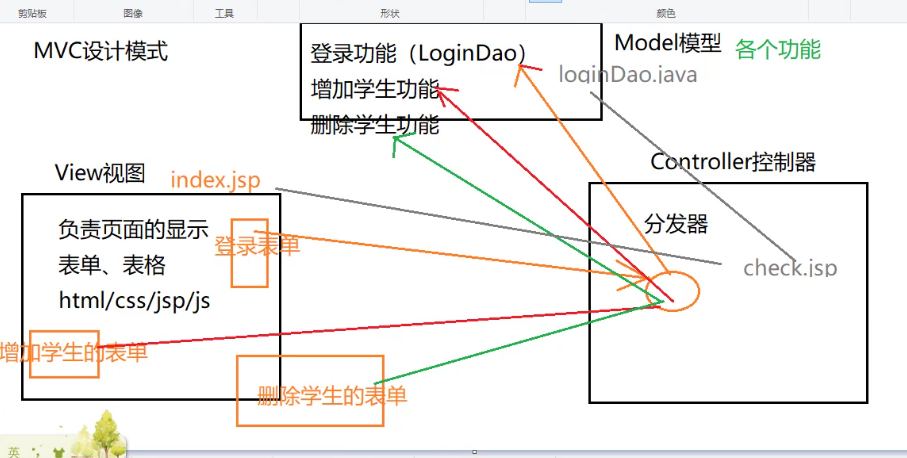 剪贴板
图像
工具
形状
颜色
MVC设计模式
登录功能（LoginDao）
增加学生功能
删除学生功能
Model模型
各个功能
loginDao.java
View视图
index.jsp
Controller控制器
负责页面的显示
表单、表格
html/css/jsp/js
登录表单
分发器
check.jsp
增加学生的表单
删除学生的表单
英